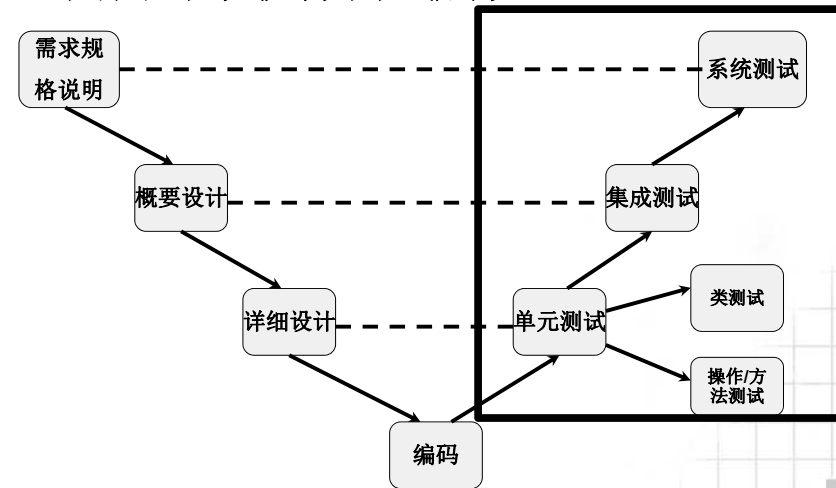 需求规
格说明
系统测试
概要设计
集成测试
详细设计
单元测试
类测试
操作/方
法测试
编码